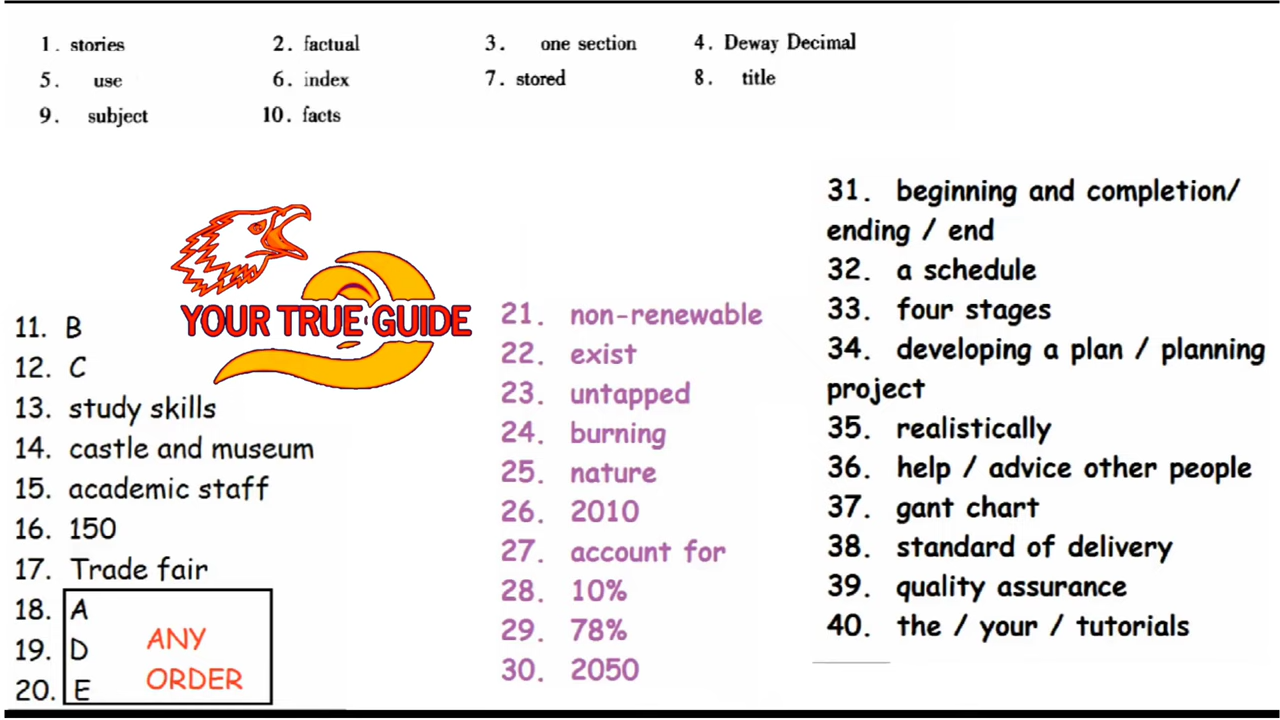 1. stories 2. factual 3. one section 4. Deway Decimal
5. use 6. index 7. stored 8. title
9. subject 10. facts
YOUR TRUE GUIDE
11. B
12. C
13. study skills
14. castle and museum
15. academic staff
16. 150
17. Trade fair
18. A
19. D
20. E
ANY
ORDER
21. non-renewable
22. exist
23. untapped
24. burning
25. nature
26. 2010
27. account for
28. 10%
29. 78%
30. 2050
31. beginning and completion/
ending / end
32. a schedule
33. four stages
34. developing a plan / planning
project
35. realistically
36. help / advice other people
37. gant chart
38. standard of delivery
39. quality assurance
40. the / your / tutorials